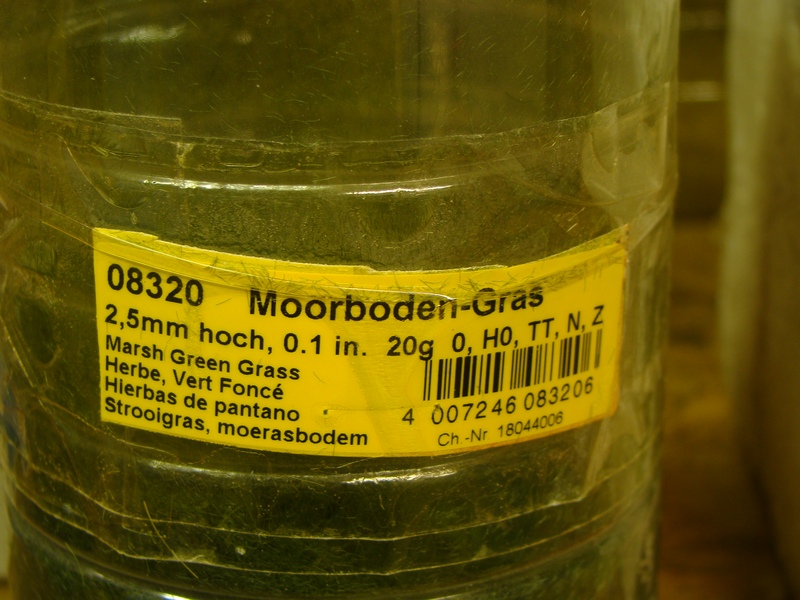 08320 Moorboden-Gras
2,5mm hoch, 0.1 in. 20g 0, H0, TT, N, Z
Marsh Green Grass
Herbe, Vert Foncé
Hierbas de pantano
Strooigras, moerasbodem
4 007246 083206
Ch.-Nr 18044006